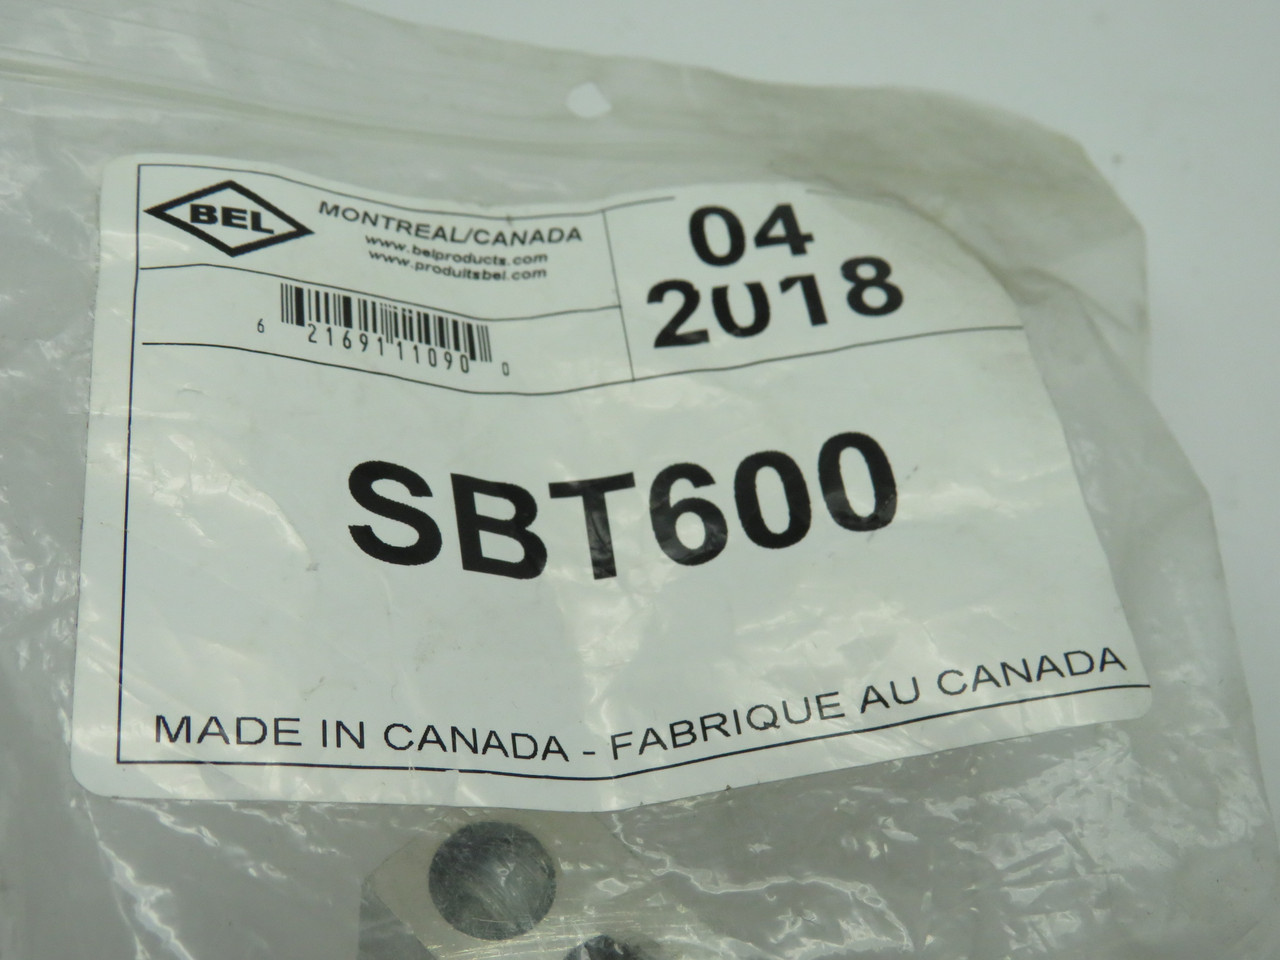 BEL
MONTREAL/CANADA
www.belproducts.com
www.produitsbel.com
04
2018
6 21691 11090 0
SBT600
MADE IN CANADA - FABRIQUE AU CANADA